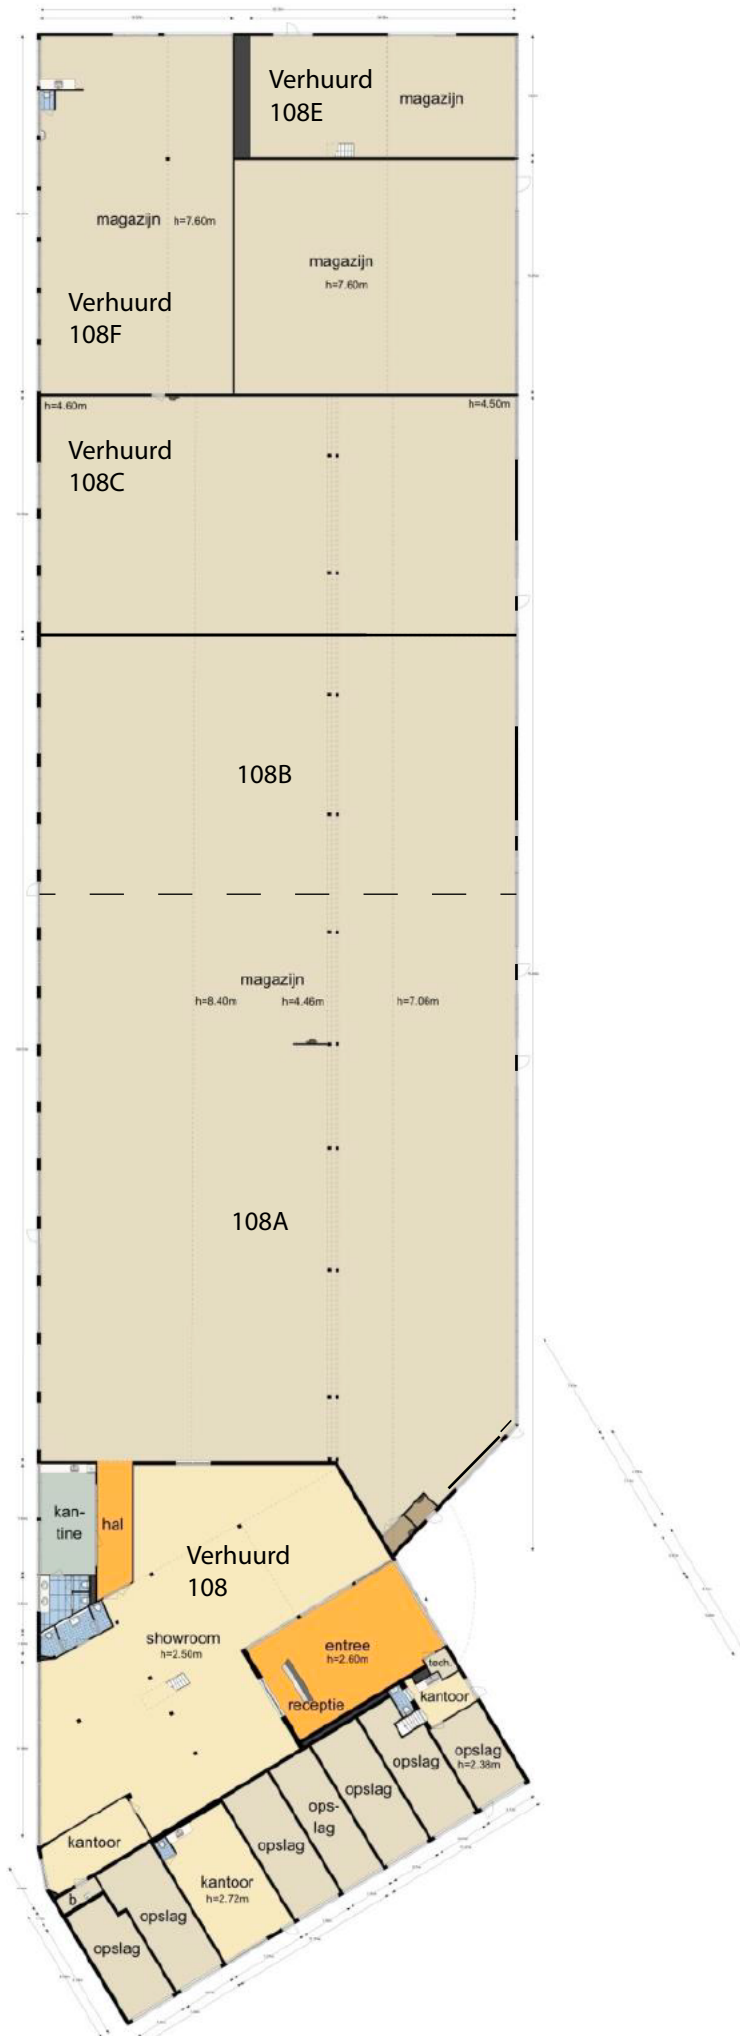 Verhuurd
108E
magazijn
magazijn h=7.60m
magazijn
h=7.60m
Verhuurd
108F
h=4.60m
h=4.50m
Verhuurd
108C
108B
magazijn
h=8.40m h=4.46m h=7.06m
108A
kan-
tine
hal
Verhuurd
108
showroom
h=2.50m
entree
h=2.60m
tech.
receptie
kantoor
opslag
h=2.38m
opslag
opslag
ops-
lag
opslag
kantoor
kantoor
h=2.72m
b
opslag
opslag